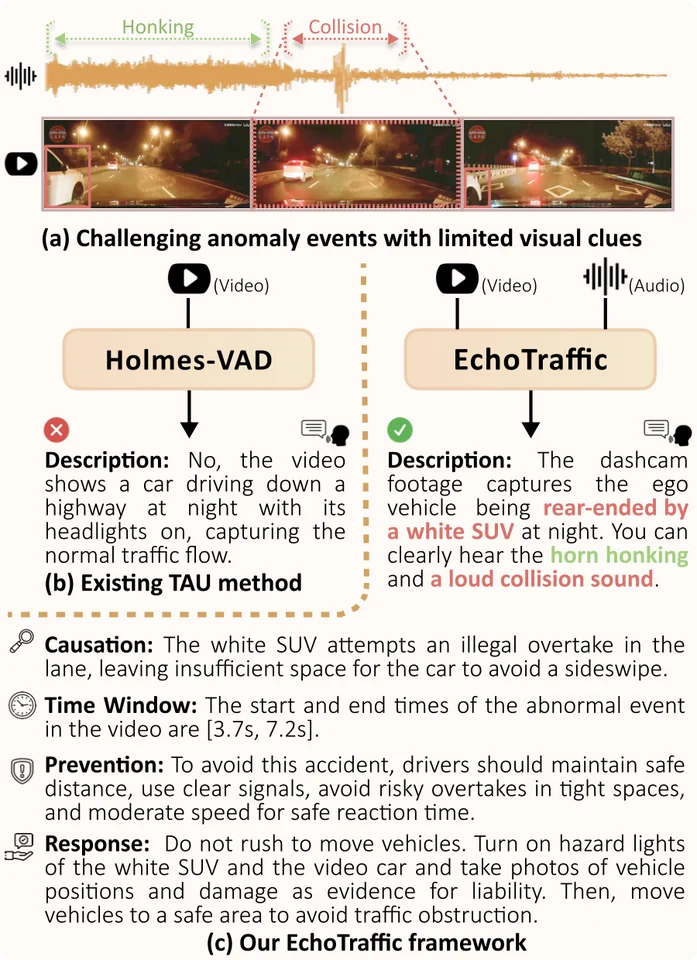 Honking
Collision
(a) Challenging anomaly events with limited visual clues
(Video)
Holmes-VAD
Description: No, the video
shows a car driving down a
highway at night with its
headlights on, capturing the
normal traffic flow.
(b) Existing TAU method
(Video)
(Audio)
EchoTraffic
Description: The dashcam
footage captures the ego
vehicle being rear-ended by
a white SUV at night. You can
clearly hear the horn honking
and a loud collision sound.
Causation: The white SUV attempts an illegal overtake in the
lane, leaving insufficient space for the car to avoid a sideswipe.
Time Window: The start and end times of the abnormal event
in the video are [3.7s, 7.2s].
Prevention: To avoid this accident, drivers should maintain safe
distance, use clear signals, avoid risky overtakes in tight spaces,
and moderate speed for safe reaction time.
Response: Do not rush to move vehicles. Turn on hazard lights
of the white SUV and the video car and take photos of vehicle
positions and damage as evidence for liability. Then, move
vehicles to a safe area to avoid traffic obstruction.
(c) Our EchoTraffic framework